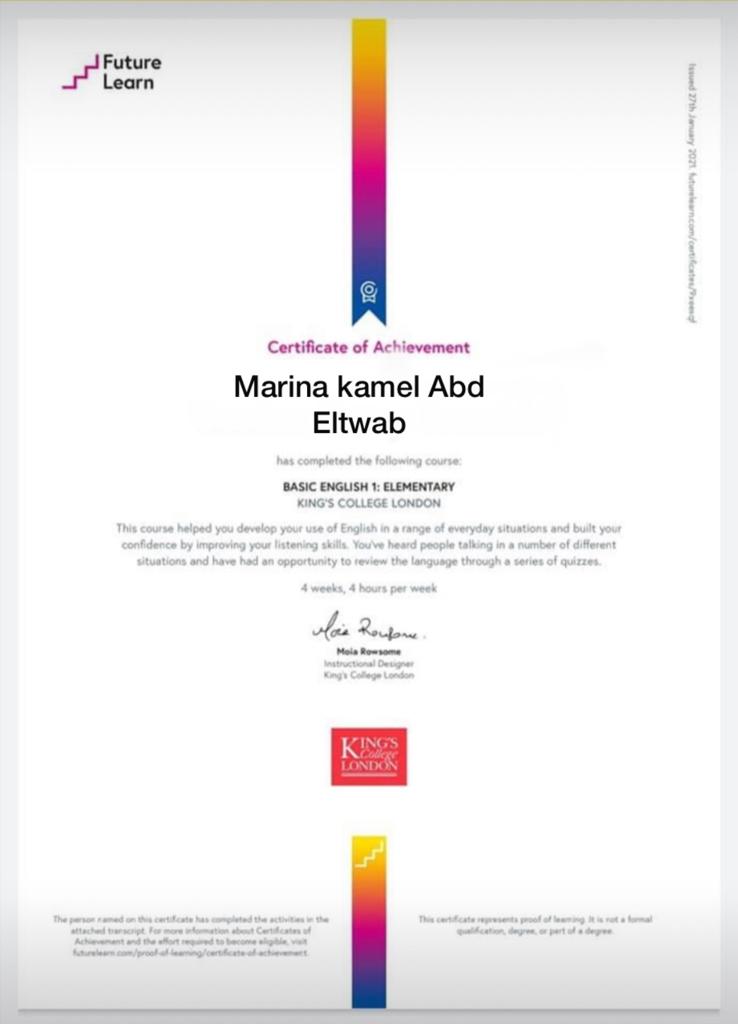 Future
Learn
Issued 27th January 2021. futurelearn.com/certificates/9xeexqf
Certificate of Achievement
Marina kamel Abd
Eltwab
has completed the following course:
BASIC ENGLISH 1: ELEMENTARY
KING'S COLLEGE LONDON
This course helped you develop your use of English in a range of everyday situations and built your
confidence by improving your listening skills. You've heard people talking in a number of different
situations and have had an opportunity to review the language through a series of quizzes.
4 weeks, 4 hours per week
Moia Rowsome.
Moia Rowsome
Instructional Designer
King's College London
KING'S
College
LONDON
The person named on this certificate has completed the activities in the
attached transcript. For more information about Certificates of
Achievement and the effort required to become eligible, visit
futurelearn.com/proof-of-learning/certificate-of-achievement.
This certificate represents proof of learning. It is not a formal
qualification, degree, or part of a degree.